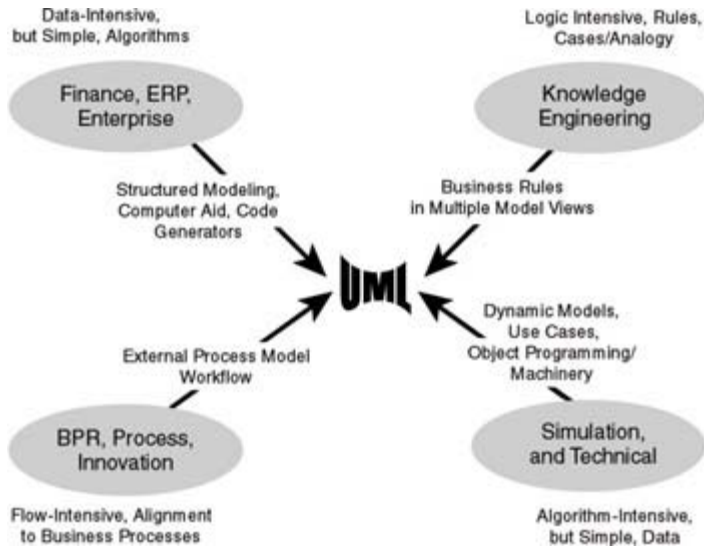 Data-Intensive,
but Simple, Algorithms
Finance, ERP,
Enterprise
Structured Modeling,
Computer Aid, Code
Generators
Logic Intensive, Rules,
Cases/Analogy
Knowledge
Engineering
Business Rules
in Multiple Model Views
UML
External Process Model
Workflow
BPR, Process,
Innovation
Flow-Intensive, Alignment
to Business Processes
Dynamic Models,
Use Cases,
Object Programming/
Machinery
Simulation,
and Technical
Algorithm-Intensive,
but Simple, Data